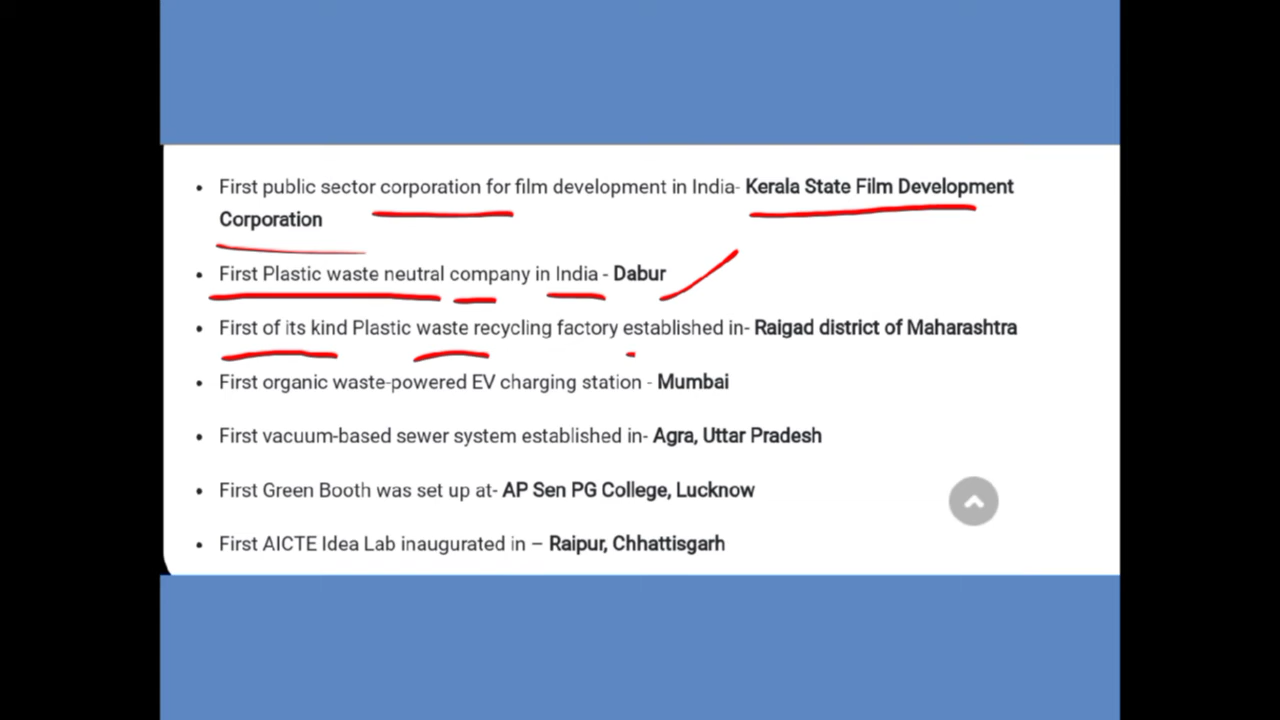 • First public sector corporation for film development in India- Kerala State Film Development
Corporation
• First Plastic waste neutral company in India - Dabur
• First of its kind Plastic waste recycling factory established in- Raigad district of Maharashtra
• First organic waste-powered EV charging station - Mumbai
• First vacuum-based sewer system established in- Agra, Uttar Pradesh
• First Green Booth was set up at- AP Sen PG College, Lucknow
• First AICTE Idea Lab inaugurated in – Raipur, Chhattisgarh